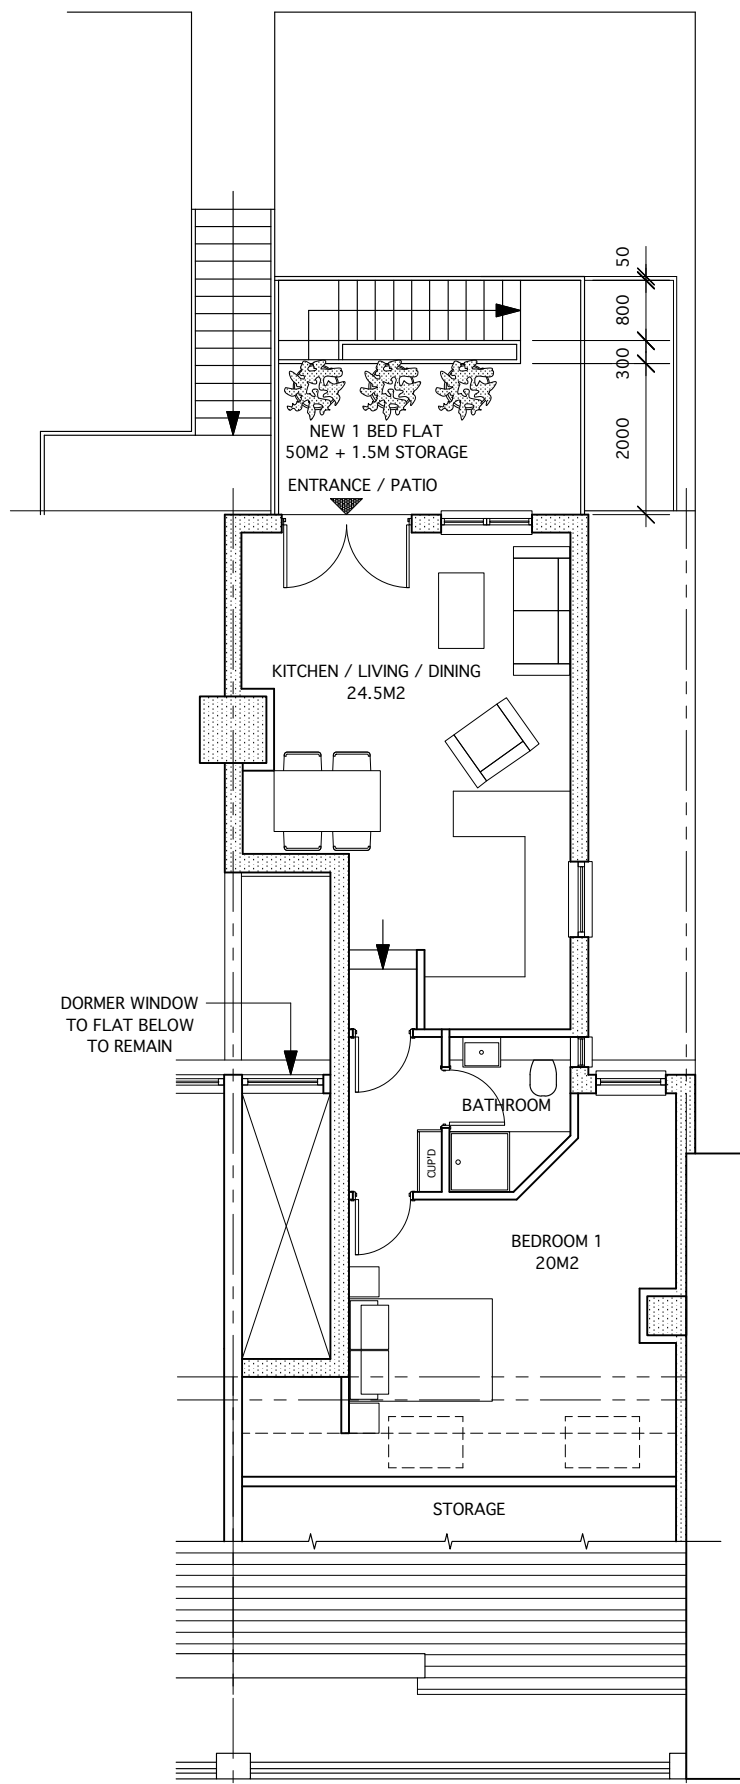 50
800
300
2000
NEW 1 BED FLAT
50M2 + 1.5M STORAGE
ENTRANCE / PATIO
KITCHEN / LIVING / DINING
24.5M2
DORMER WINDOW
TO FLAT BELOW
TO REMAIN
BATHROOM
CUP'D
BEDROOM 1
20M2
STORAGE